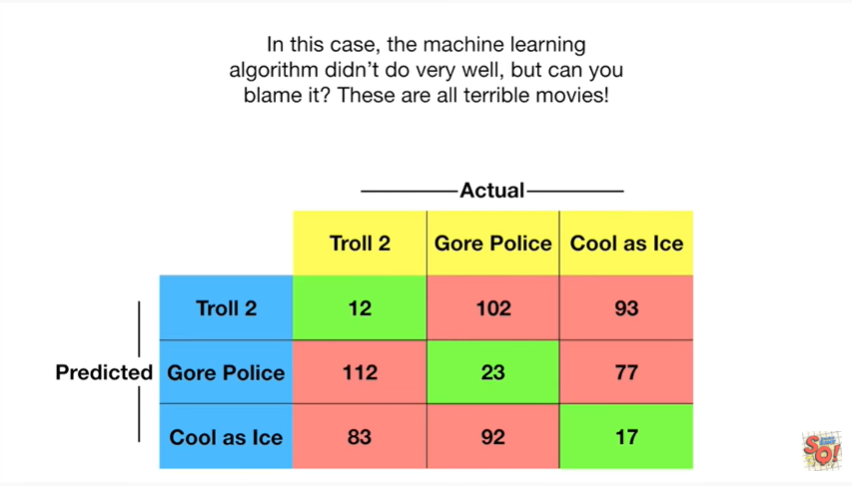 In this case, the machine learning
algorithm didn’t do very well, but can you
blame it? These are all terrible movies!
Actual
Troll 2 Gore Police Cool as Ice
Troll 2 12 102 93
Predicted Gore Police 112 23 77
Cool as Ice 83 92 17
SQ!